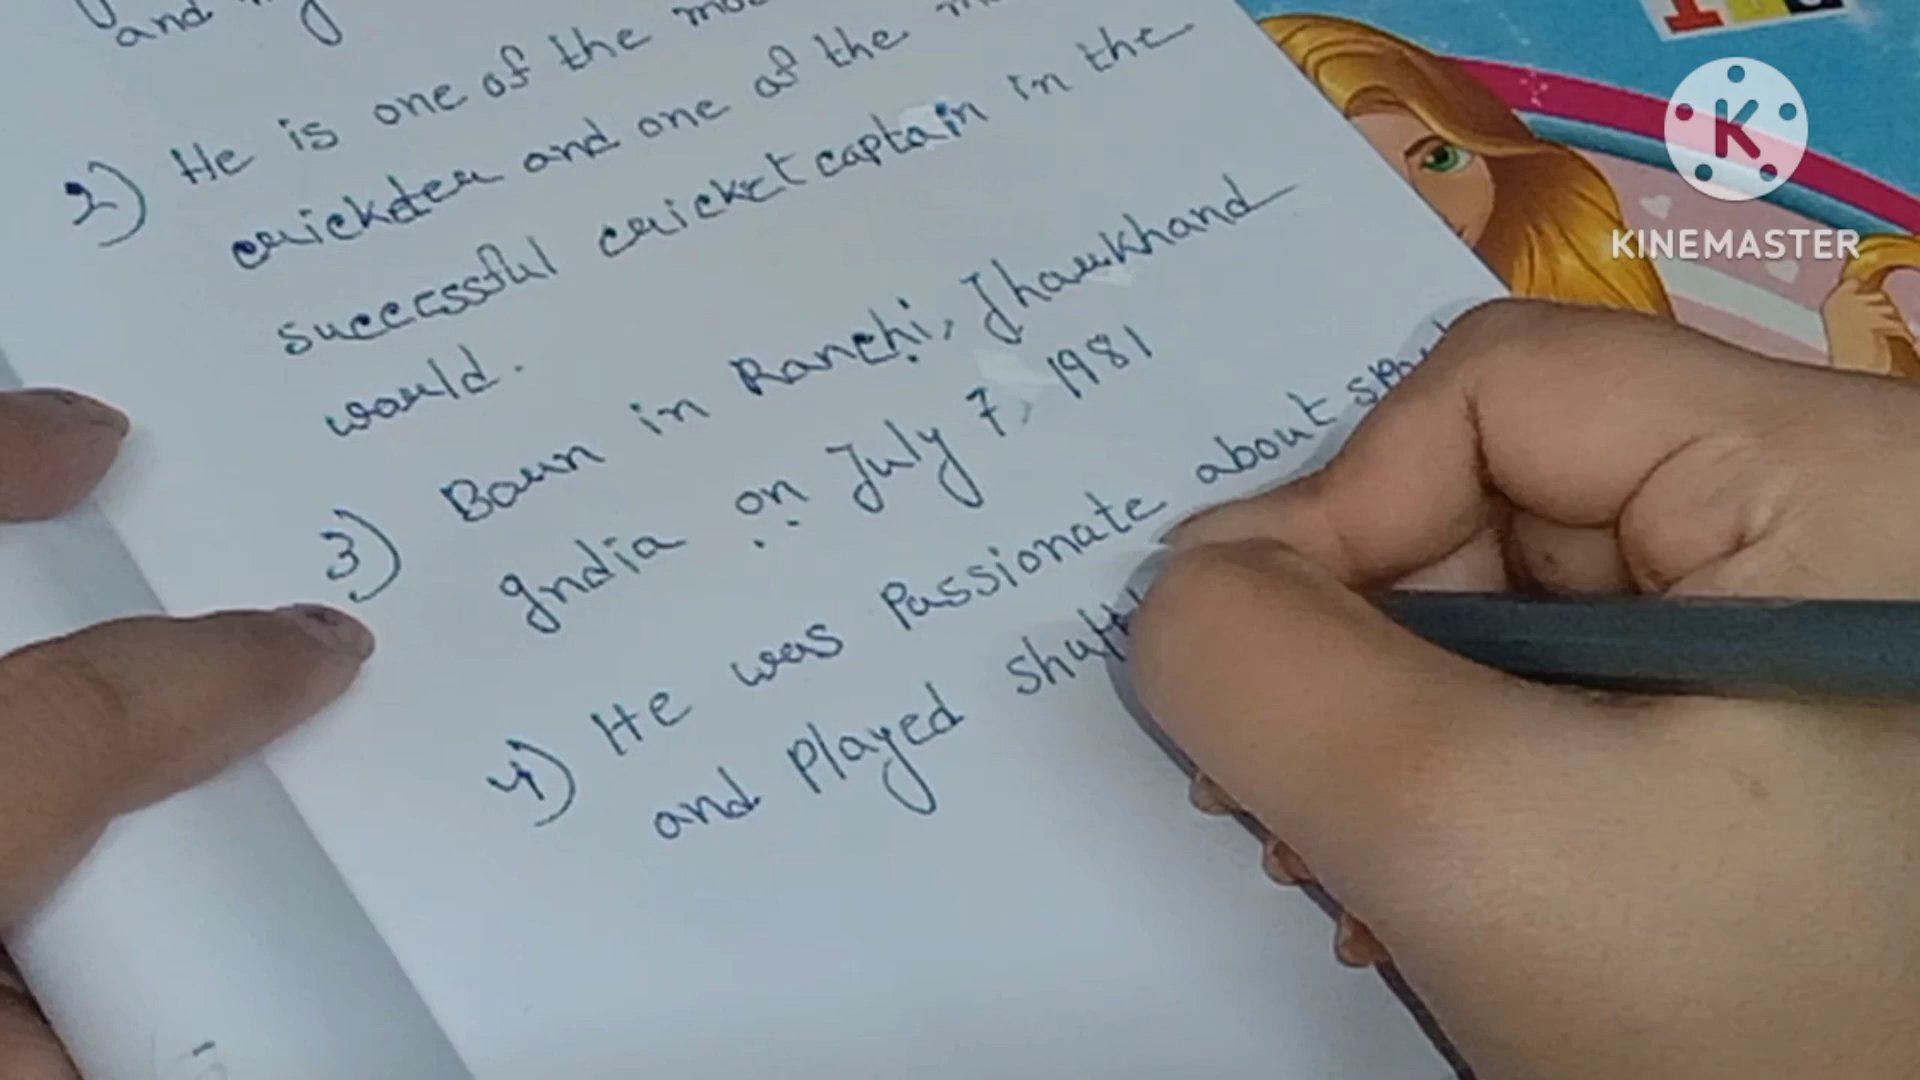 and
2) He is one of the
crickter and one of the
successful cricket captain in the
world.
3) Born in Ranchi, Jharkhand
India on July 7, 1981
4) He was Passionate about
and Played
KINEMASTER